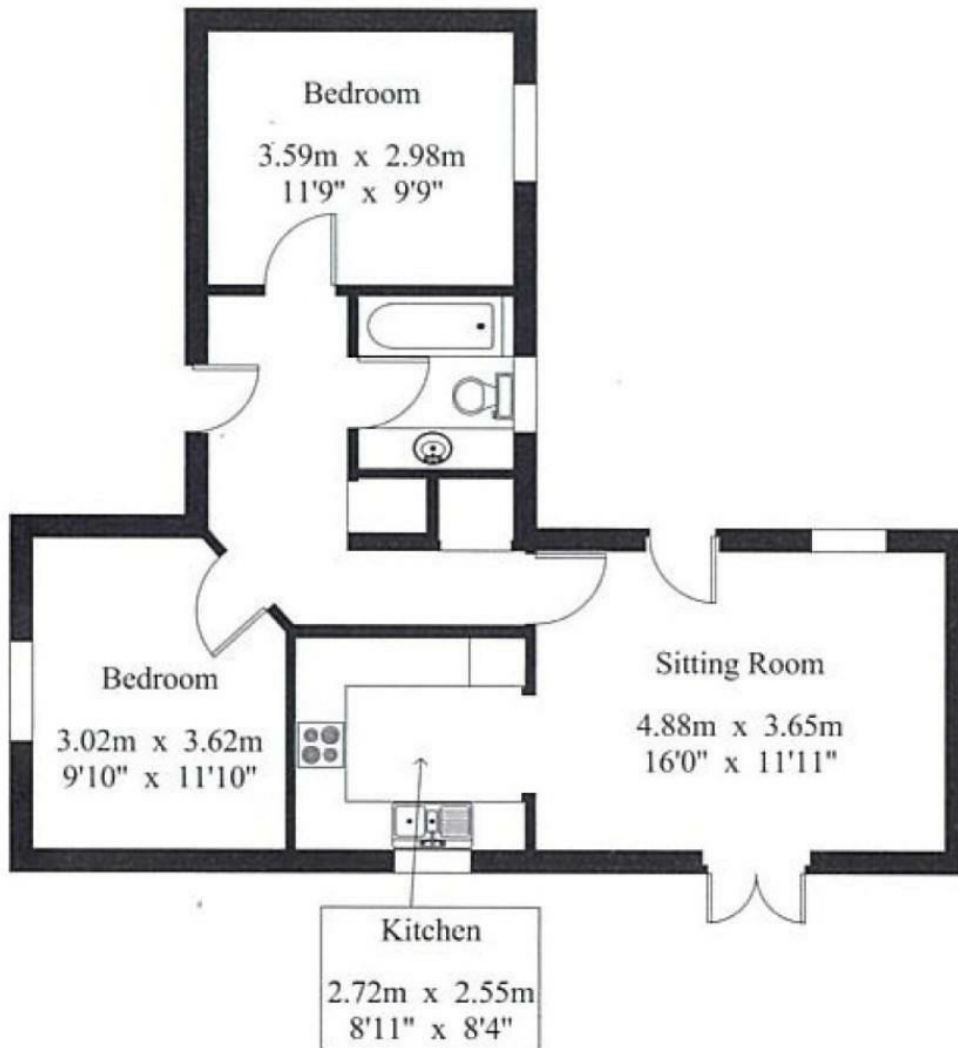 Bedroom
3.59m x 2.98m
11'9" x 9'9"
Bedroom
3.02m x 3.62m
9'10" x 11'10"
Sitting Room
4.88m x 3.65m
16'0" x 11'11"
Kitchen
2.72m x 2.55m
8'11" x 8'4"